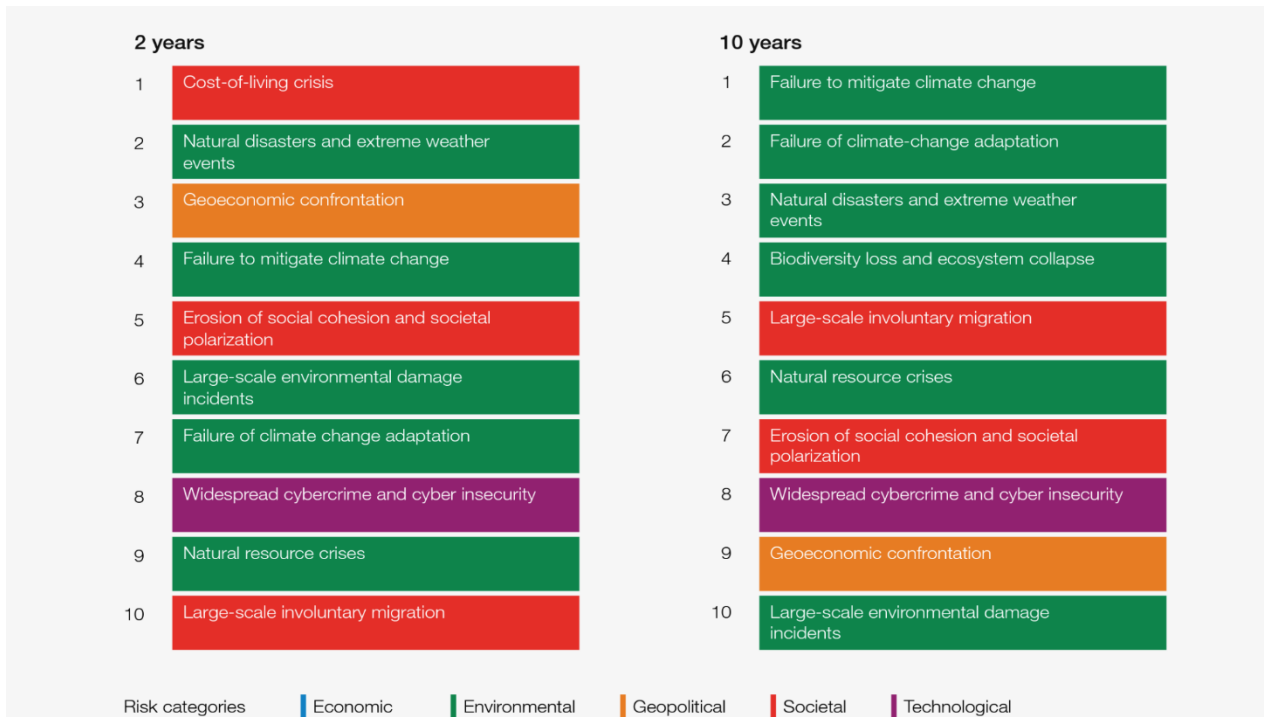 2 years
1 Cost-of-living crisis
2 Natural disasters and extreme weather
events
3 Geoeconomic confrontation
4 Failure to mitigate climate change
5 Erosion of social cohesion and societal
polarization
6 Large-scale environmental damage
incidents
7 Failure of climate change adaptation
8 Widespread cybercrime and cyber insecurity
9 Natural resource crises
10 Large-scale involuntary migration
10 years
1 Failure to mitigate climate change
2 Failure of climate-change adaptation
3 Natural disasters and extreme weather
events
4 Biodiversity loss and ecosystem collapse
5 Large-scale involuntary migration
6 Natural resource crises
7 Erosion of social cohesion and societal
polarization
8 Widespread cybercrime and cyber insecurity
9 Geoeconomic confrontation
10 Large-scale environmental damage
incidents
Risk categories Economic Environmental Geopolitical Societal Technological